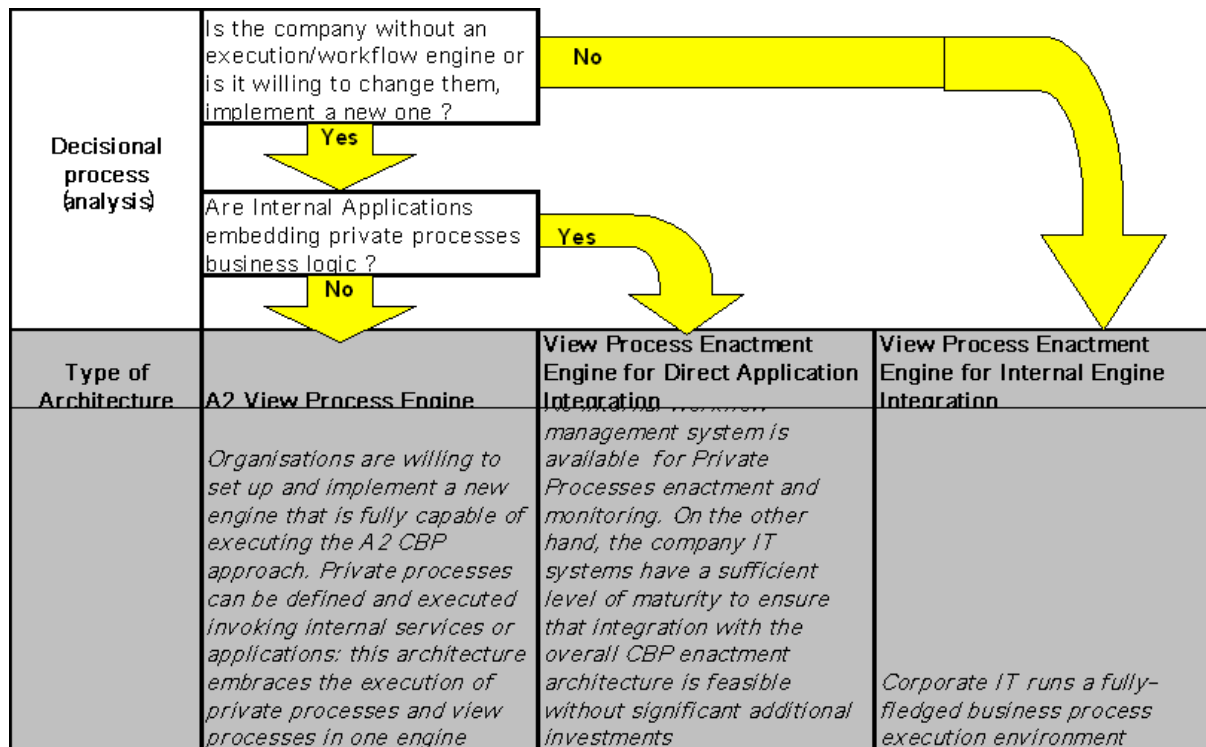 Is the company without an
execution/workflow engine or
is it willing to change them,
implement a new one ?
No
Yes
Decisional
process
(analysis)
Are Internal Applications
embedding private processes
business logic ?
Yes
No
Type of
Architecture
A2 View Process Engine
View Process Enactment
Engine for Direct Application
Integration
View Process Enactment
Engine for Internal Engine
Integration
Organisations are willing to
set up and implement a new
engine that is fully capable of
executing the A2 CBP
approach. Private processes
can be defined and executed
invoking internal services or
applications: this architecture
embraces the execution of
private processes and view
processes in one engine
workflow
management system is
available for Private
Processes enactment and
monitoring. On the other
hand, the company IT
systems have a sufficient
level of maturity to ensure
that integration with the
overall CBP enactment
architecture is feasible
without significant additional
investments
Corporate IT runs a fully-
fledged business process
execution environment